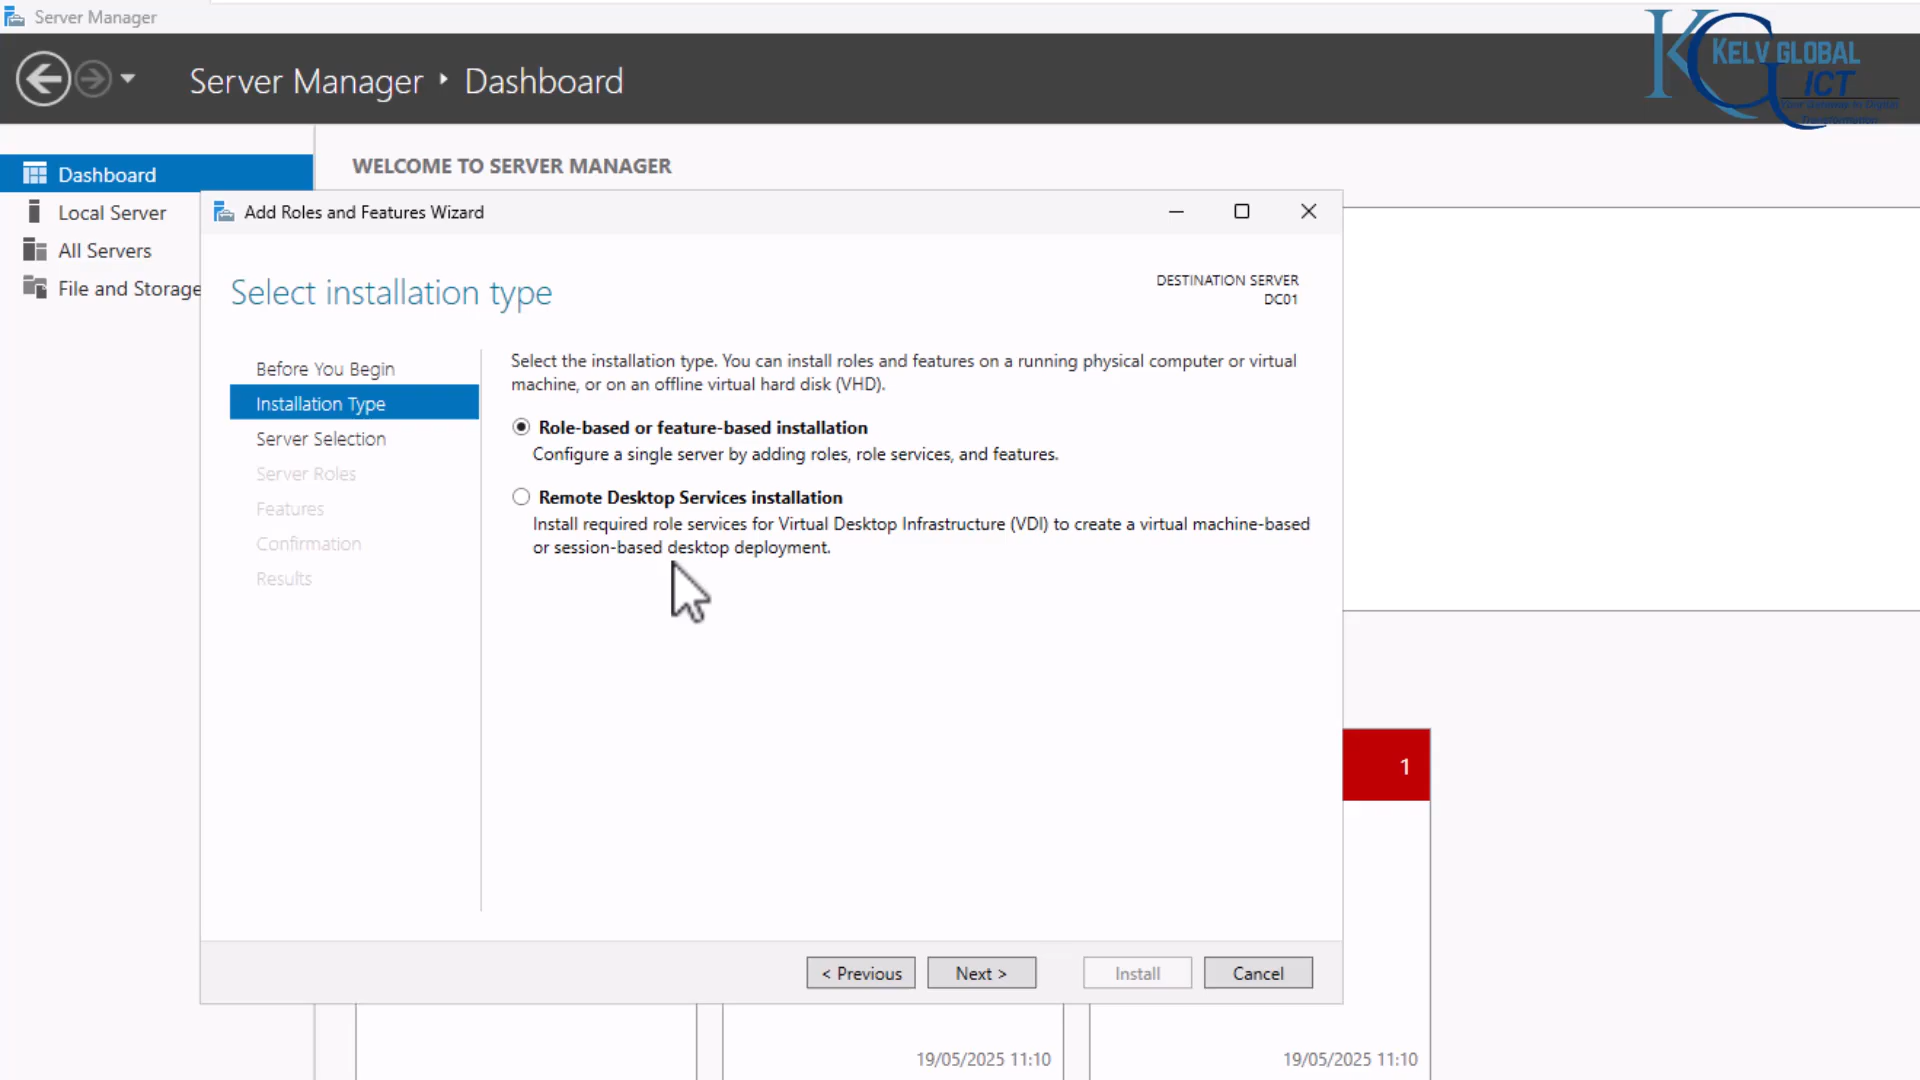 Server Manager
Server Manager
Dashboard
KELV GLOBAL
ICT
Dashboard
Local Server
All Servers
File and Storage
WELCOME TO SERVER MANAGER
Add Roles and Features Wizard
Select installation type
DESTINATION SERVER
DC01
Before You Begin
Installation Type
Server Selection
Server Roles
Features
Confirmation
Results
Select the installation type. You can install roles and features on a running physical computer or virtual
machine, or on an offline virtual hard disk (VHD).
Role-based or feature-based installation
Configure a single server by adding roles, role services, and features.
Remote Desktop Services installation
Install required role services for Virtual Desktop Infrastructure (VDI) to create a virtual machine-based
or session-based desktop deployment.
1
< Previous
Next >
Install
Cancel
19/05/2025 11:10
19/05/2025 11:10